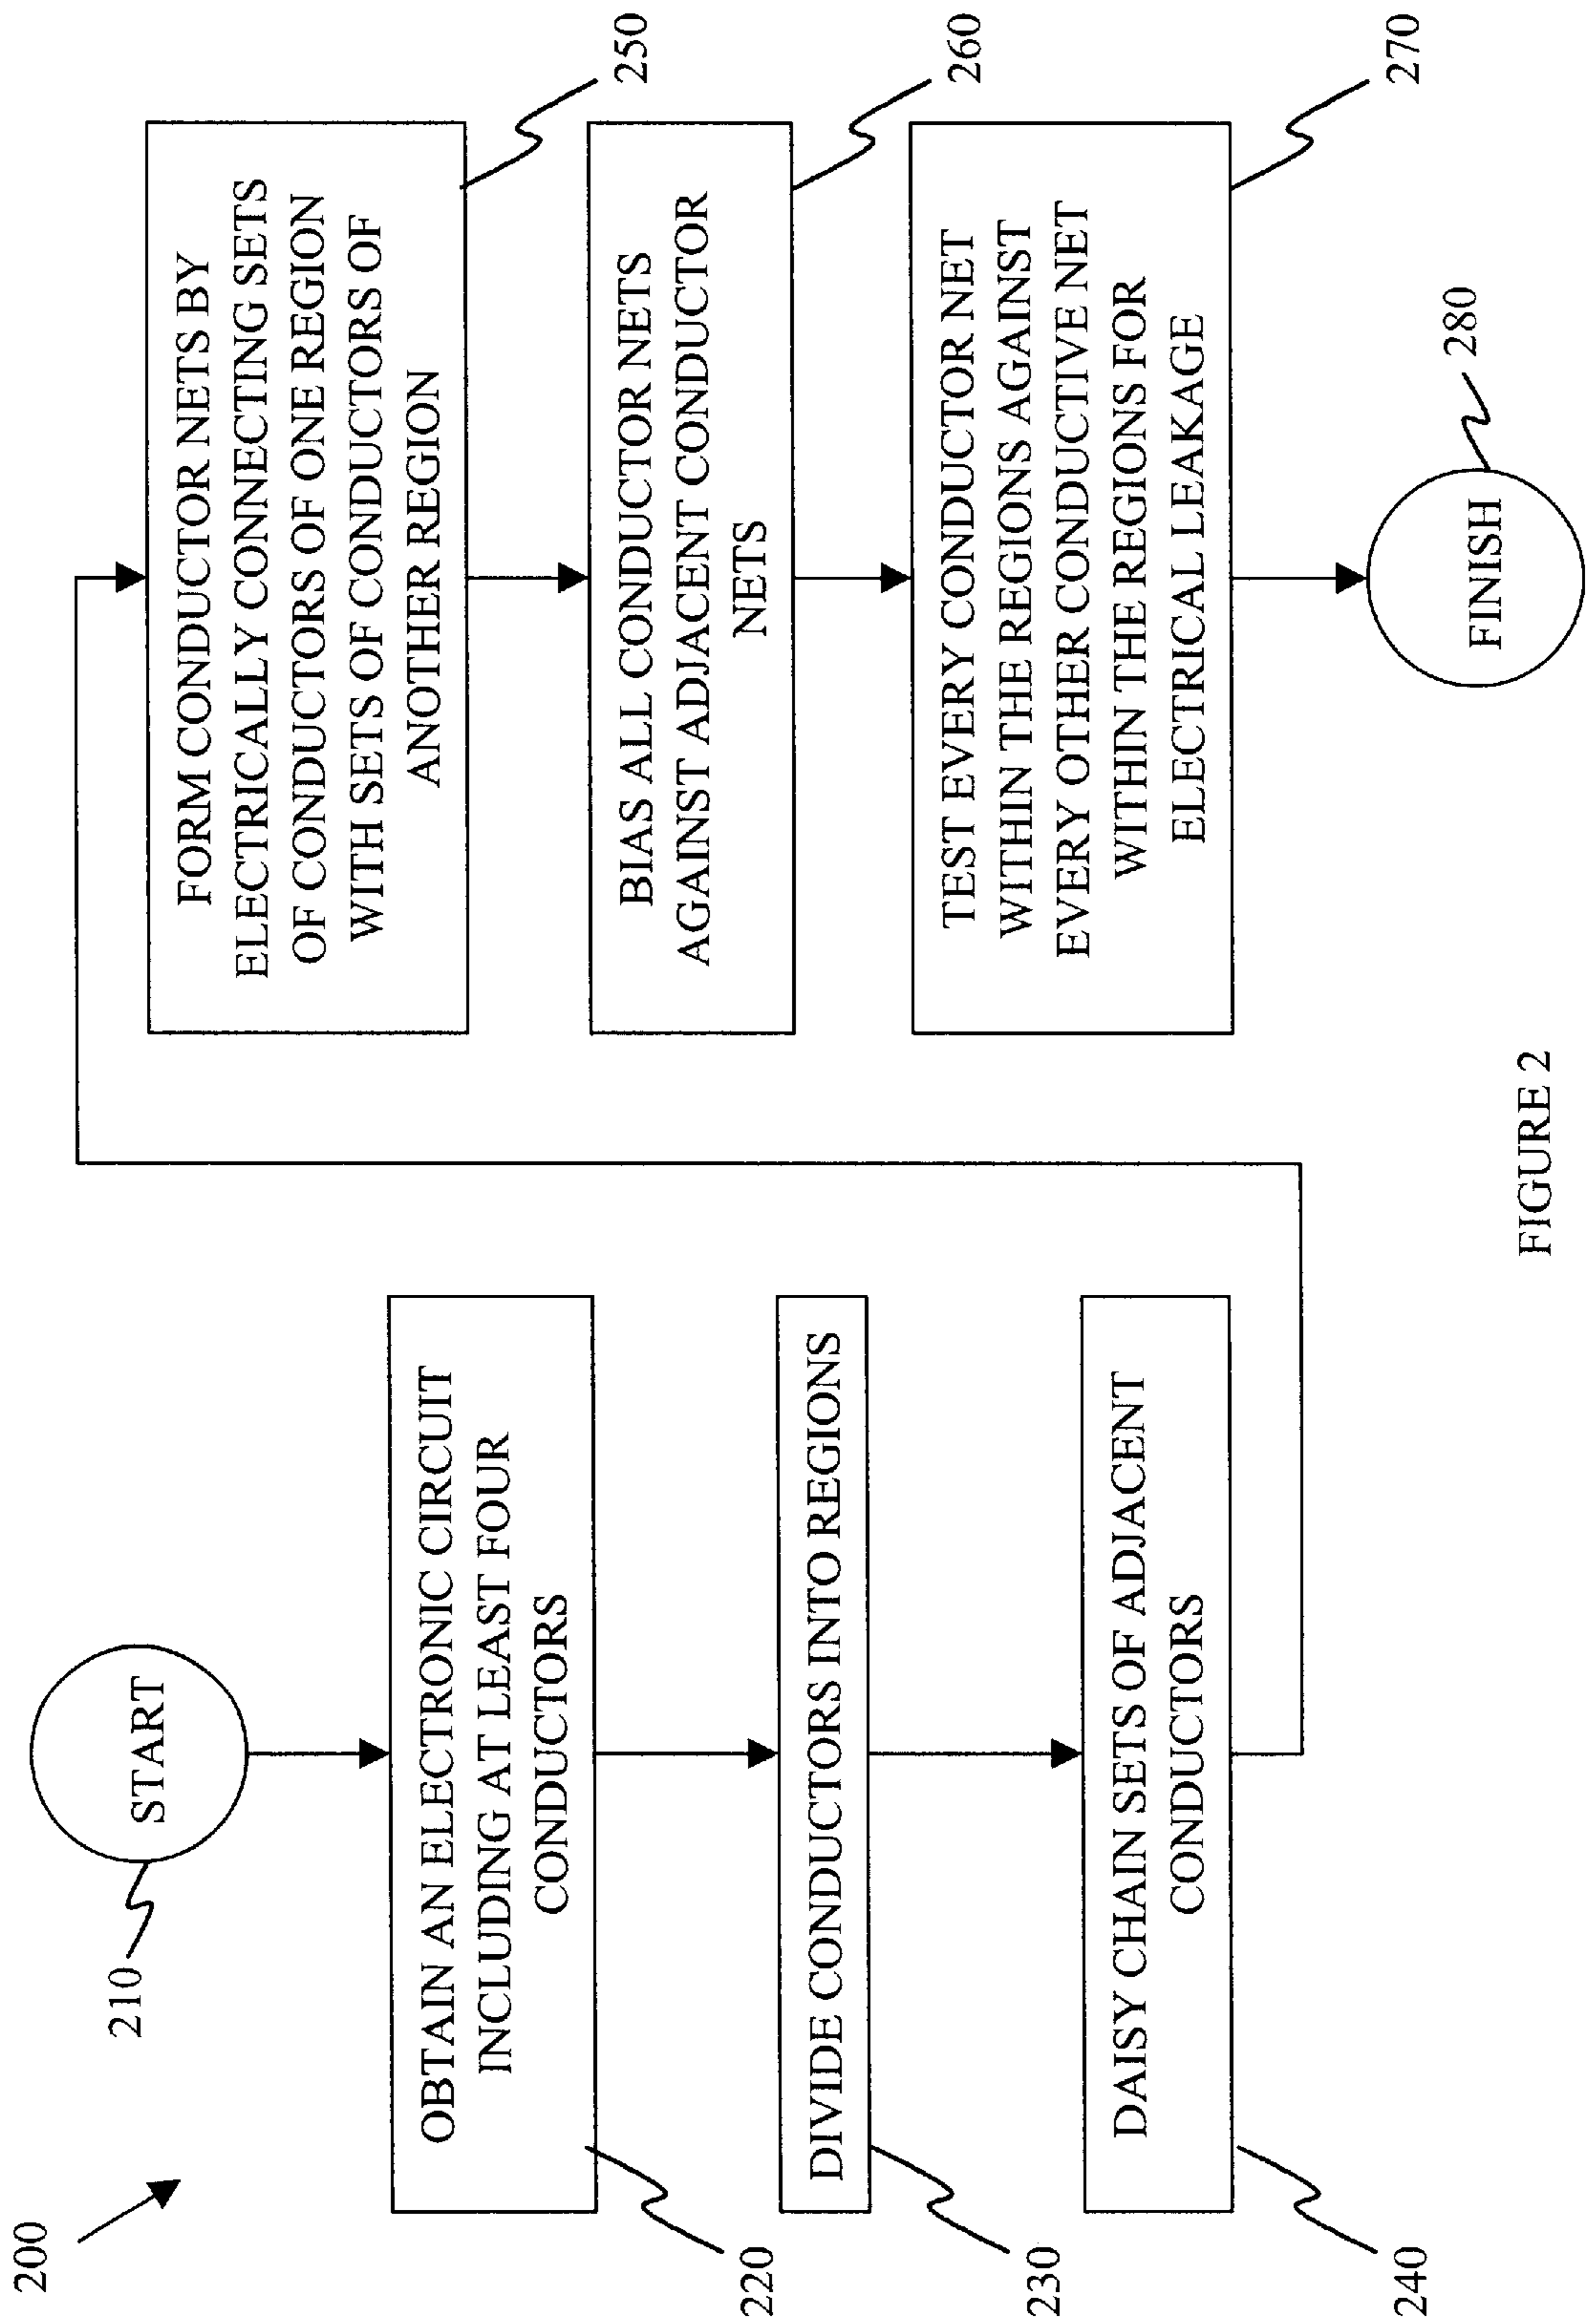 200
210
START
OBTAIN AN ELECTRONIC CIRCUIT
INCLUDING AT LEAST FOUR
CONDUCTORS
220
DIVIDE CONDUCTORS INTO REGIONS
230
DAISY CHAIN SETS OF ADJACENT
CONDUCTORS
240
FORM CONDUCTOR NETS BY
ELECTRICALLY CONNECTING SETS
OF CONDUCTORS OF ONE REGION
WITH SETS OF CONDUCTORS OF
ANOTHER REGION
250
BIAS ALL CONDUCTOR NETS
AGAINST ADJACENT CONDUCTOR
NETS
260
TEST EVERY CONDUCTOR NET
WITHIN THE REGIONS AGAINST
EVERY OTHER CONDUCTIVE NET
WITHIN THE REGIONS FOR
ELECTRICAL LEAKAGE
270
FINISH
280
FIGURE 2